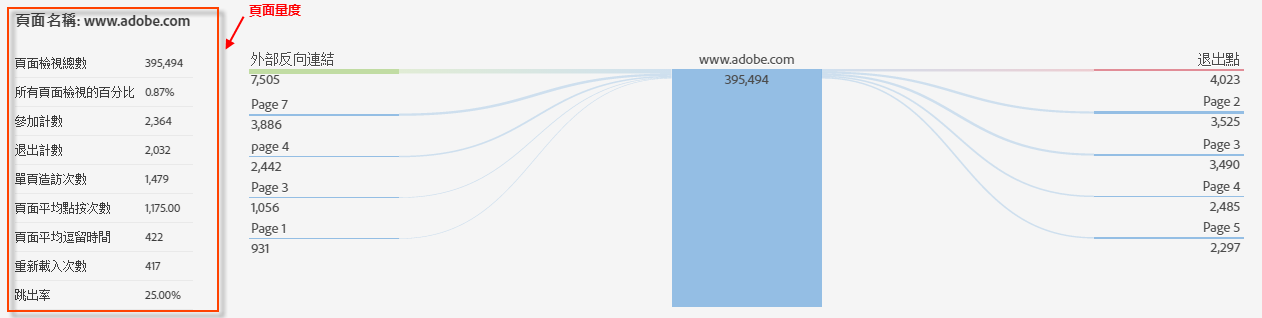 頁面名稱: www.adobe.com
頁面檢視總數 395,494
所有頁面檢視的百分比 0.87%
參加計數 2,364
退出計數 2,032
單頁造訪次數 1,479
頁面平均點按次數 1,175.00
頁面平均逗留時間 422
重新載入次數 417
跳出率 25.00%
頁面量度
外部反向連結
7,505
Page 7
3,886
page 4
2,442
Page 3
1,056
Page 1
931
www.adobe.com
395,494
退出點
4,023
Page 2
3,525
Page 3
3,490
Page 4
2,485
Page 5
2,297